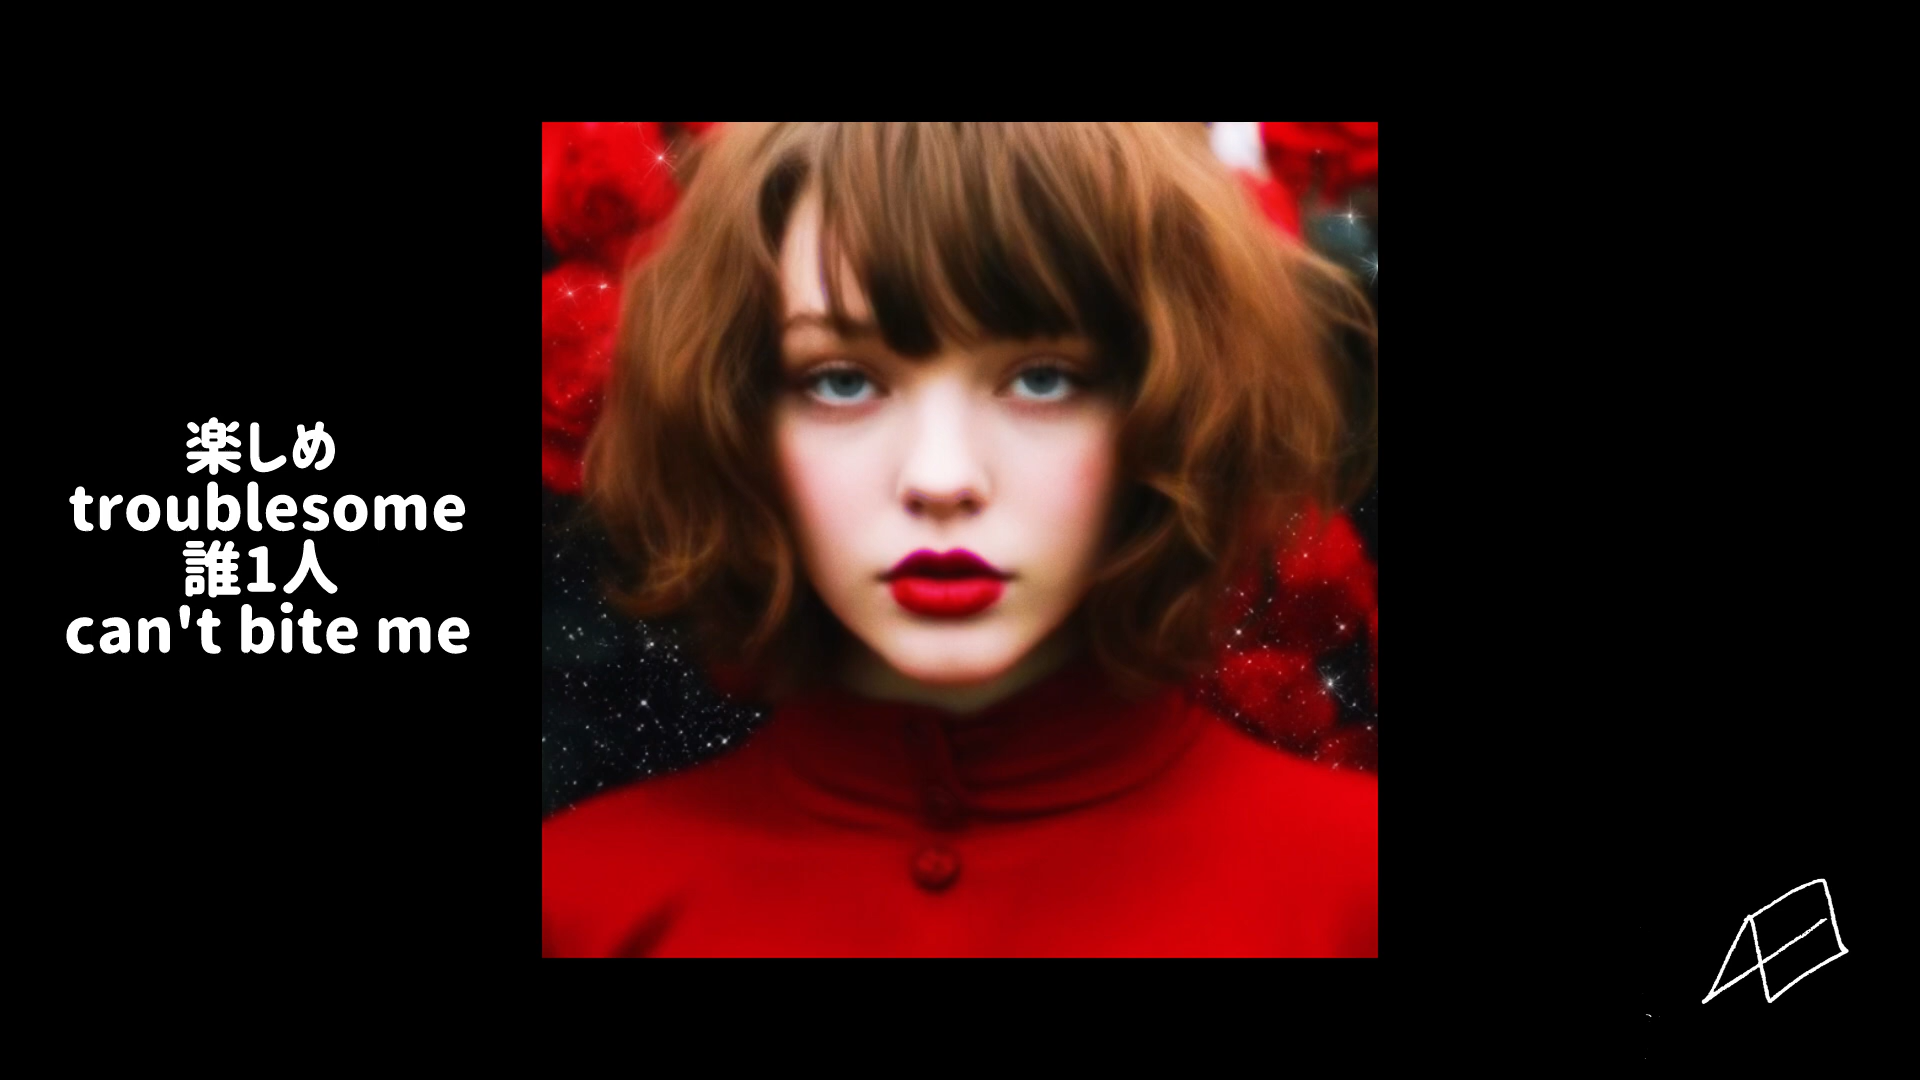 楽しめ
troublesome
誰1人
can't bite me